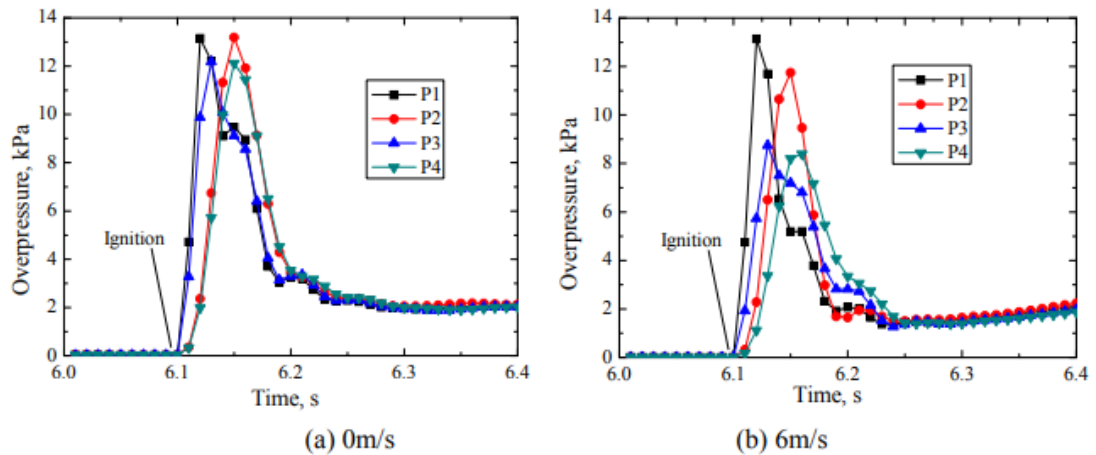 14
12
10
8
6
4
2
0
Overpressure, kPa
Ignition
P1
P2
P3
P4
6.0 6.1 6.2 6.3 6.4
Time, s
(a) 0m/s
14
12
10
8
6
4
2
0
Overpressure, kPa
Ignition
P1
P2
P3
P4
6.0 6.1 6.2 6.3 6.4
Time, s
(b) 6m/s